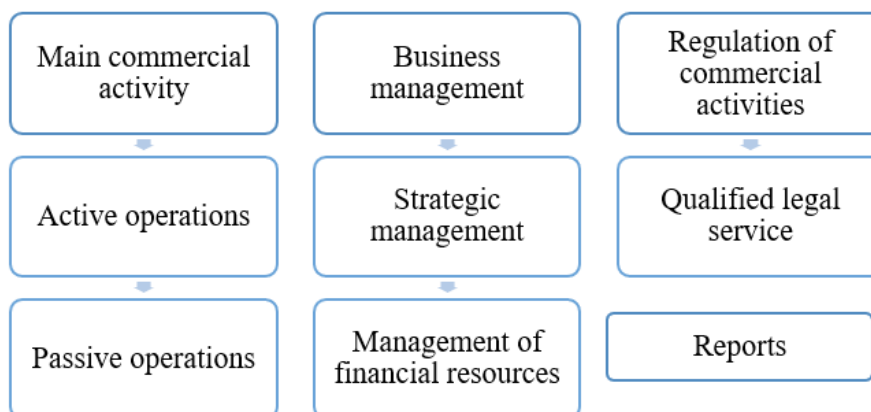 Main commercial
activity
Business
management
Regulation of
commercial
activities
Active operations
Strategic
management
Qualified legal
service
Passive operations
Management of
financial resources
Reports